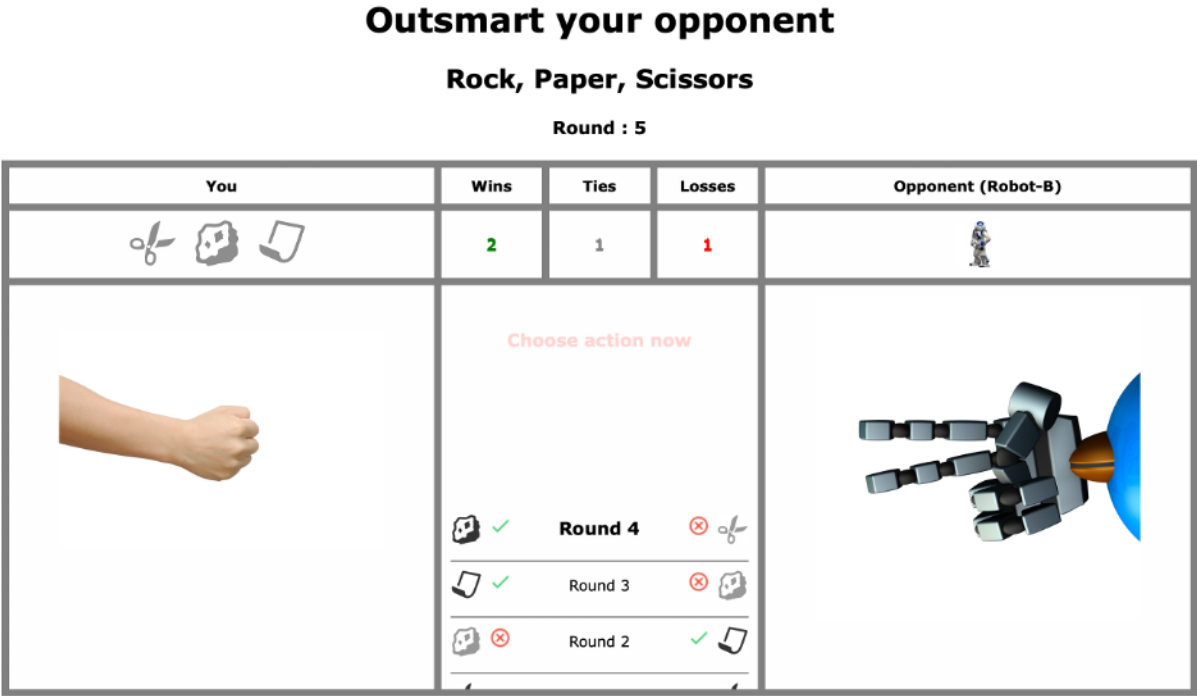 Outsmart your opponent
Rock, Paper, Scissors
Round : 5
You Wins Ties Losses Opponent (Robot-B)
2 1 1
Choose action now
Round 4
Round 3
Round 2